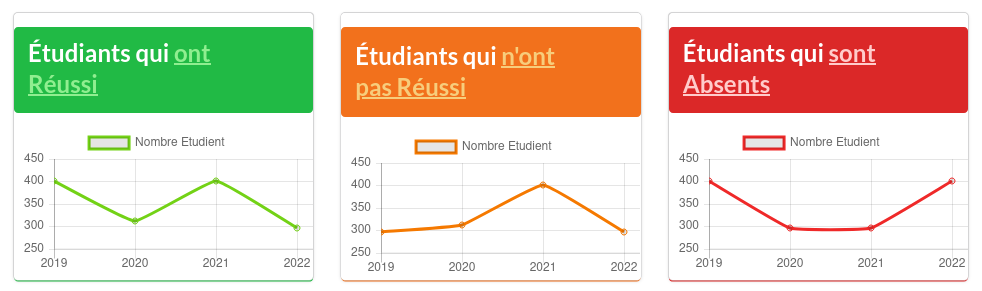 Étudiants qui ont
Réussi
Nombre Etudient
450
400
350
300
250
2019 2020 2021 2022
Étudiants qui n'ont
pas Réussi
Nombre Etudient
450
400
350
300
250
2019 2020 2021 2022
Étudiants qui sont
Absents
Nombre Etudient
450
400
350
300
250
2019 2020 2021 2022